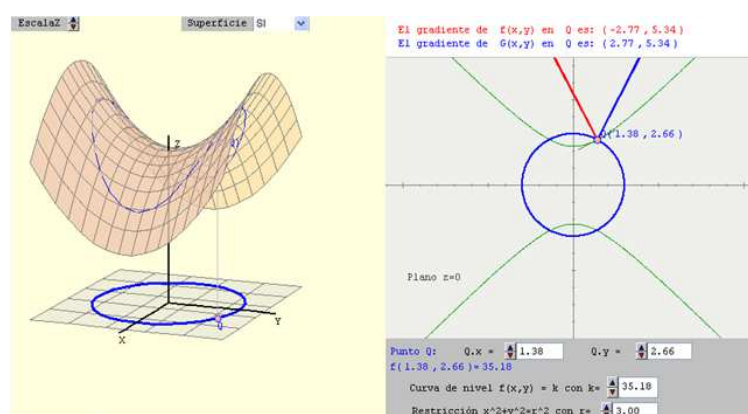 EscalaZ Superficie SI
Z
Q
Q
X
Y
El gradiente de f(x,y) en Q es: (-2.77 , 5.34)
El gradiente de G(x,y) en Q es: (2.77 , 5.34)
Q(1.38 , 2.66 )
Plano z=0
Punto Q: Q.x = 1.38 Q.y = 2.66
f(1.38 , 2.66 )=35.18
Curva de nivel f(x,y) = k con k= 35.18
Restricción x^2+y^2=r^2 con r= 3.00